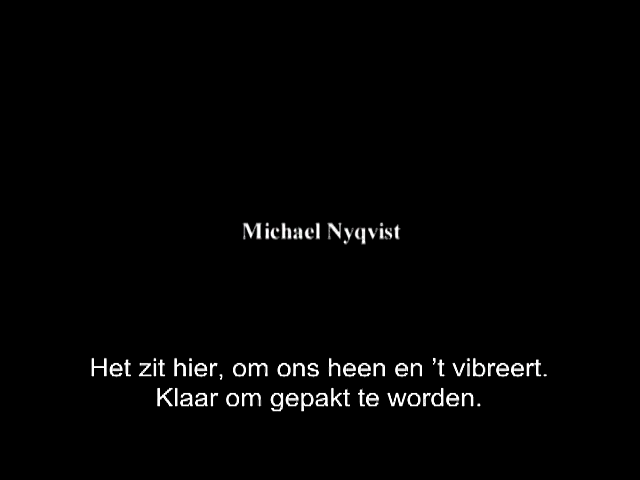 Michael Nyqvist
Het zit hier, om ons heen en ’t vibreert.
Klaar om gepakt te worden.